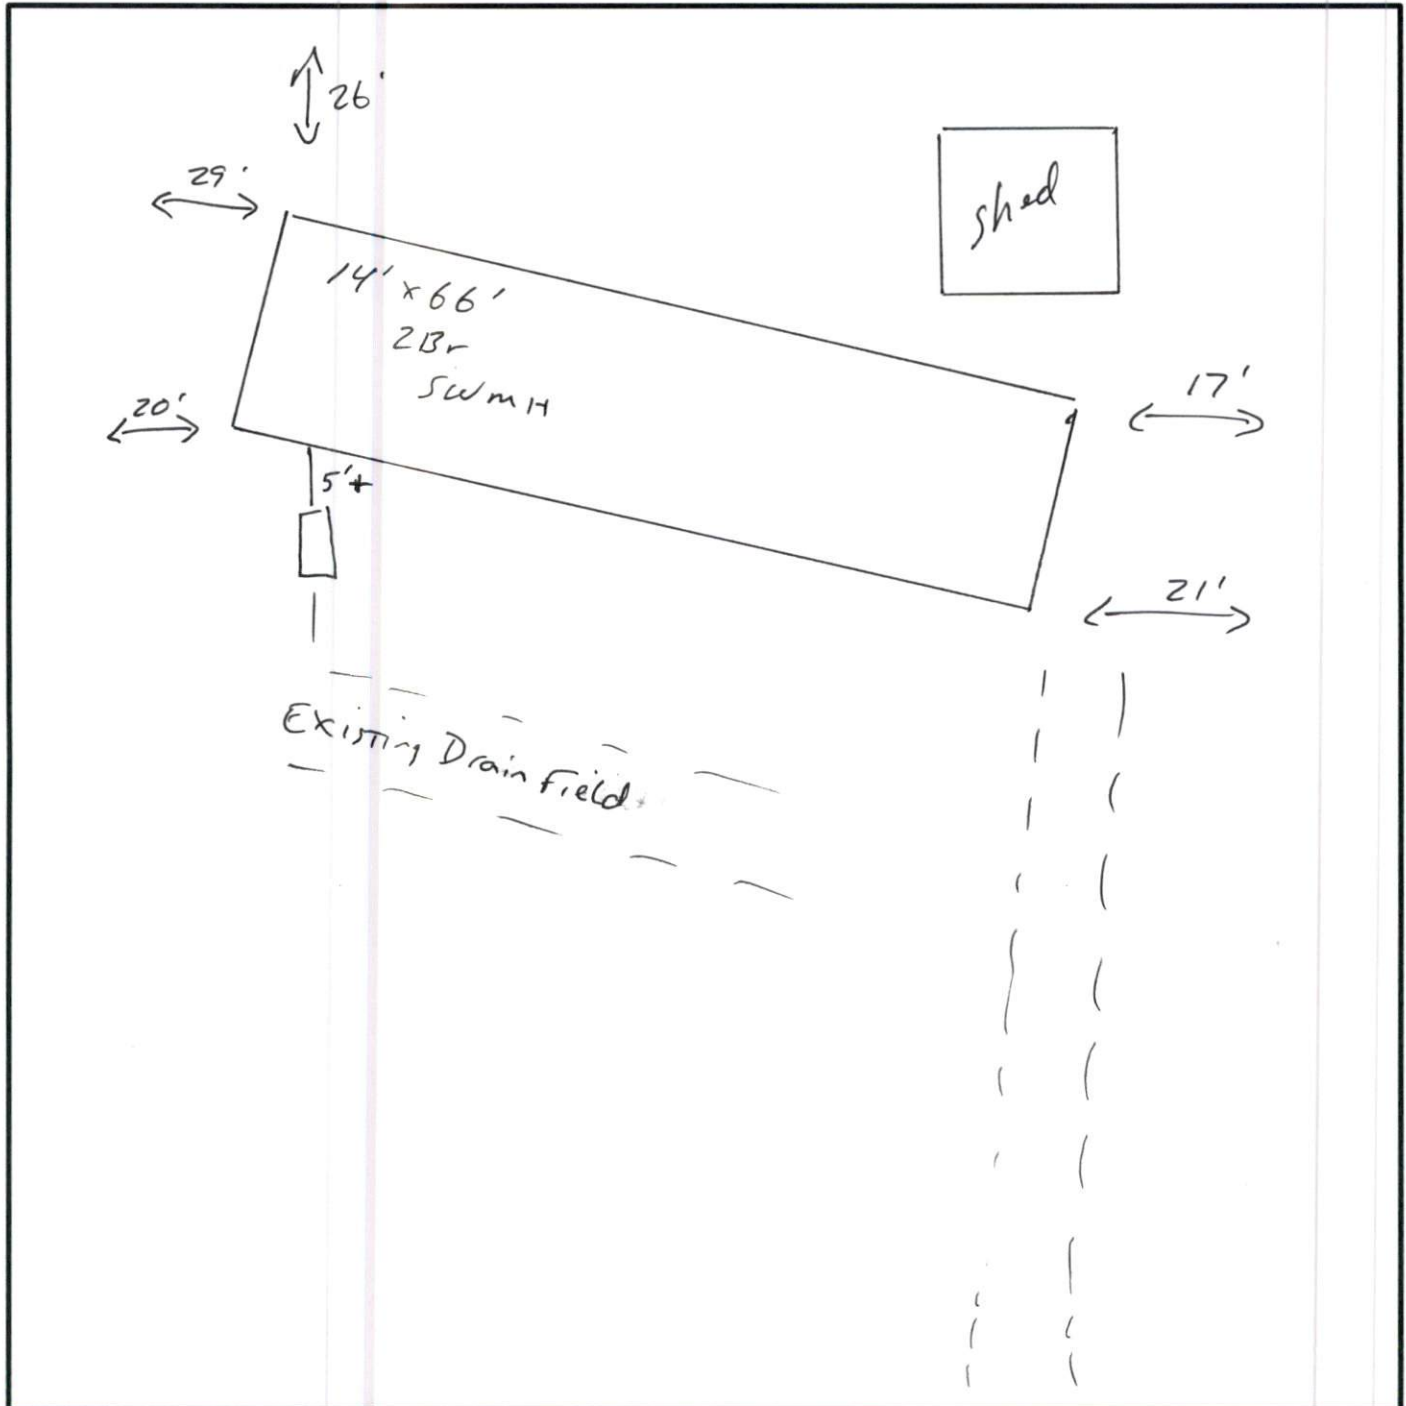 26'
29'
shed
14' x 66'
2Br
SWMH
17'
20'
5'+
21'
Existing Drain Field